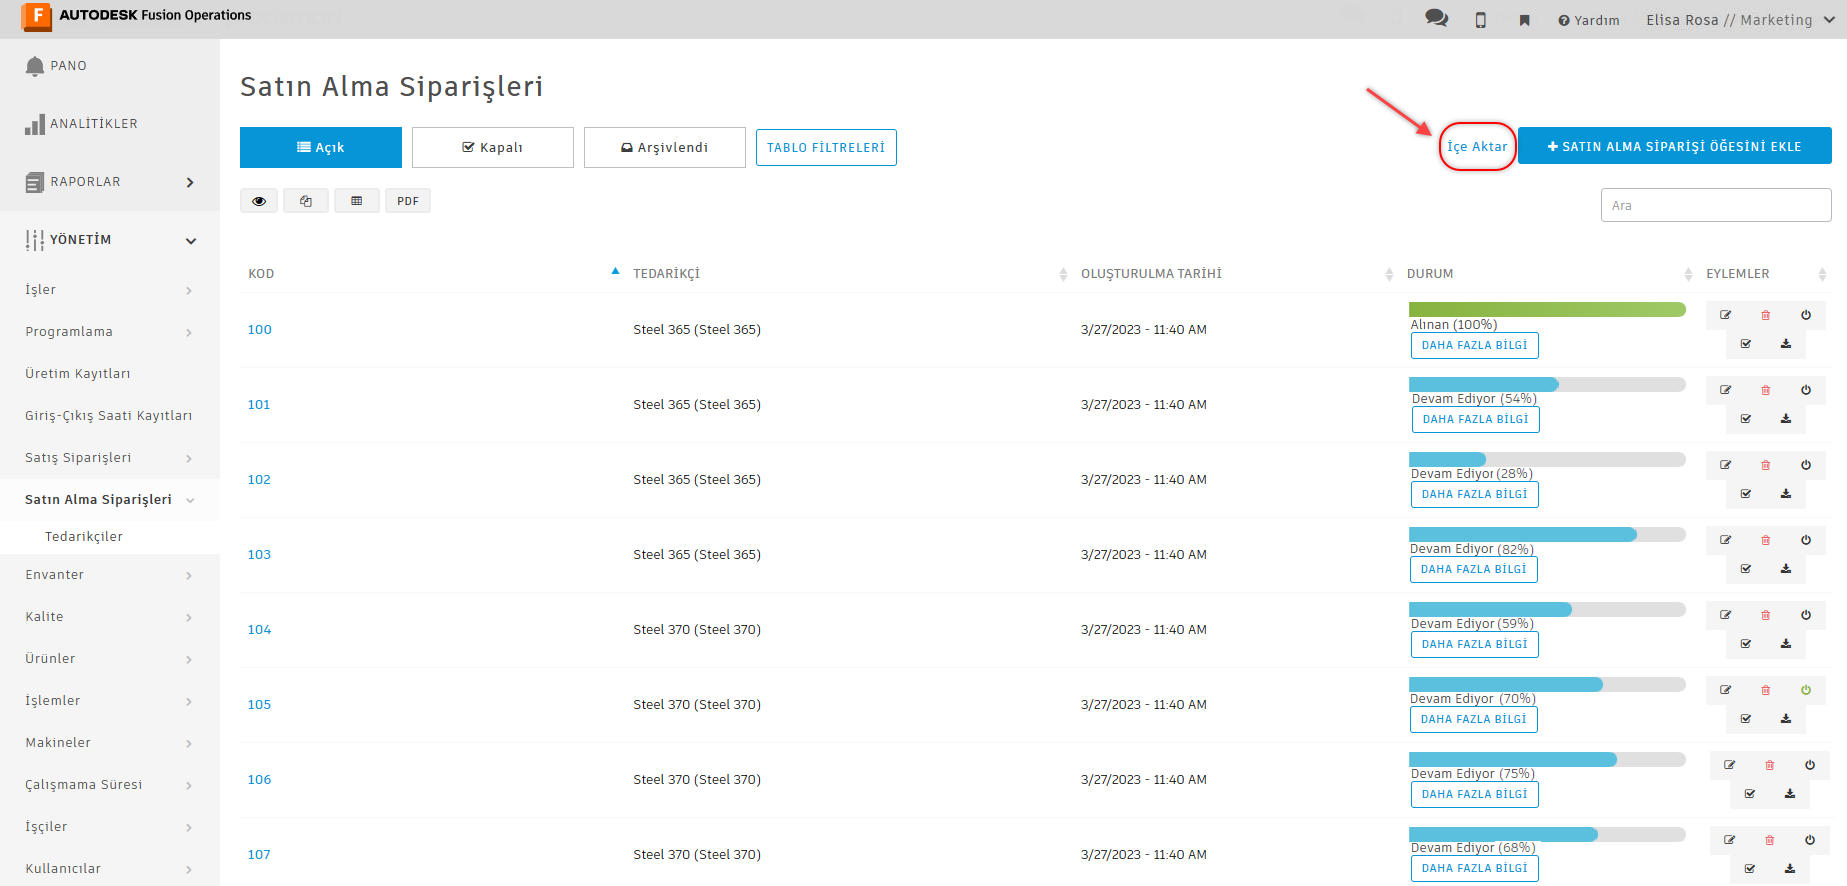 AUTODESK Fusion Operations
Yardım
Elisa Rosa // Marketing
PANO
ANALİTİKLER
RAPORLAR
YÖNETİM
İşler
Programlama
Üretim Kayıtları
Giriş-Çıkış Saati Kayıtları
Satış Siparişleri
Satın Alma Siparişleri
Tedarikçiler
Envanter
Kalite
Ürünler
İşlemler
Makineler
Çalışmama Süresi
İşçiler
Kullanıcılar
Satın Alma Siparişleri
Açık
Kapalı
Arşivlendi
TABLO FİLTRELERİ
İçe Aktar
SATIN ALMA SİPARİŞİ ÖĞESİNİ EKLE
PDF
Ara
KOD TEDARİKÇİ OLUŞTURULMA TARİHİ DURUM EYLEMLER
100 Steel 365 (Steel 365) 3/27/2023 - 11:40 AM Alınan (100%)
DAHA FAZLA BİLGİ
101 Steel 365 (Steel 365) 3/27/2023 - 11:40 AM Devam Ediyor (54%)
DAHA FAZLA BİLGİ
102 Steel 365 (Steel 365) 3/27/2023 - 11:40 AM Devam Ediyor (28%)
DAHA FAZLA BİLGİ
103 Steel 365 (Steel 365) 3/27/2023 - 11:40 AM Devam Ediyor (82%)
DAHA FAZLA BİLGİ
104 Steel 370 (Steel 370) 3/27/2023 - 11:40 AM Devam Ediyor (59%)
DAHA FAZLA BİLGİ
105 Steel 370 (Steel 370) 3/27/2023 - 11:40 AM Devam Ediyor (70%)
DAHA FAZLA BİLGİ
106 Steel 370 (Steel 370) 3/27/2023 - 11:40 AM Devam Ediyor (75%)
DAHA FAZLA BİLGİ
107 Steel 370 (Steel 370) 3/27/2023 - 11:40 AM Devam Ediyor (68%)
DAHA FAZLA BİLGİ